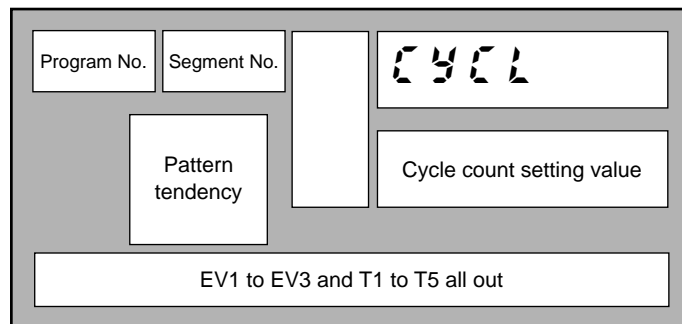 Program No.
Segment No.
CYCL
Pattern
tendency
Cycle count setting value
EV1 to EV3 and T1 to T5 all out